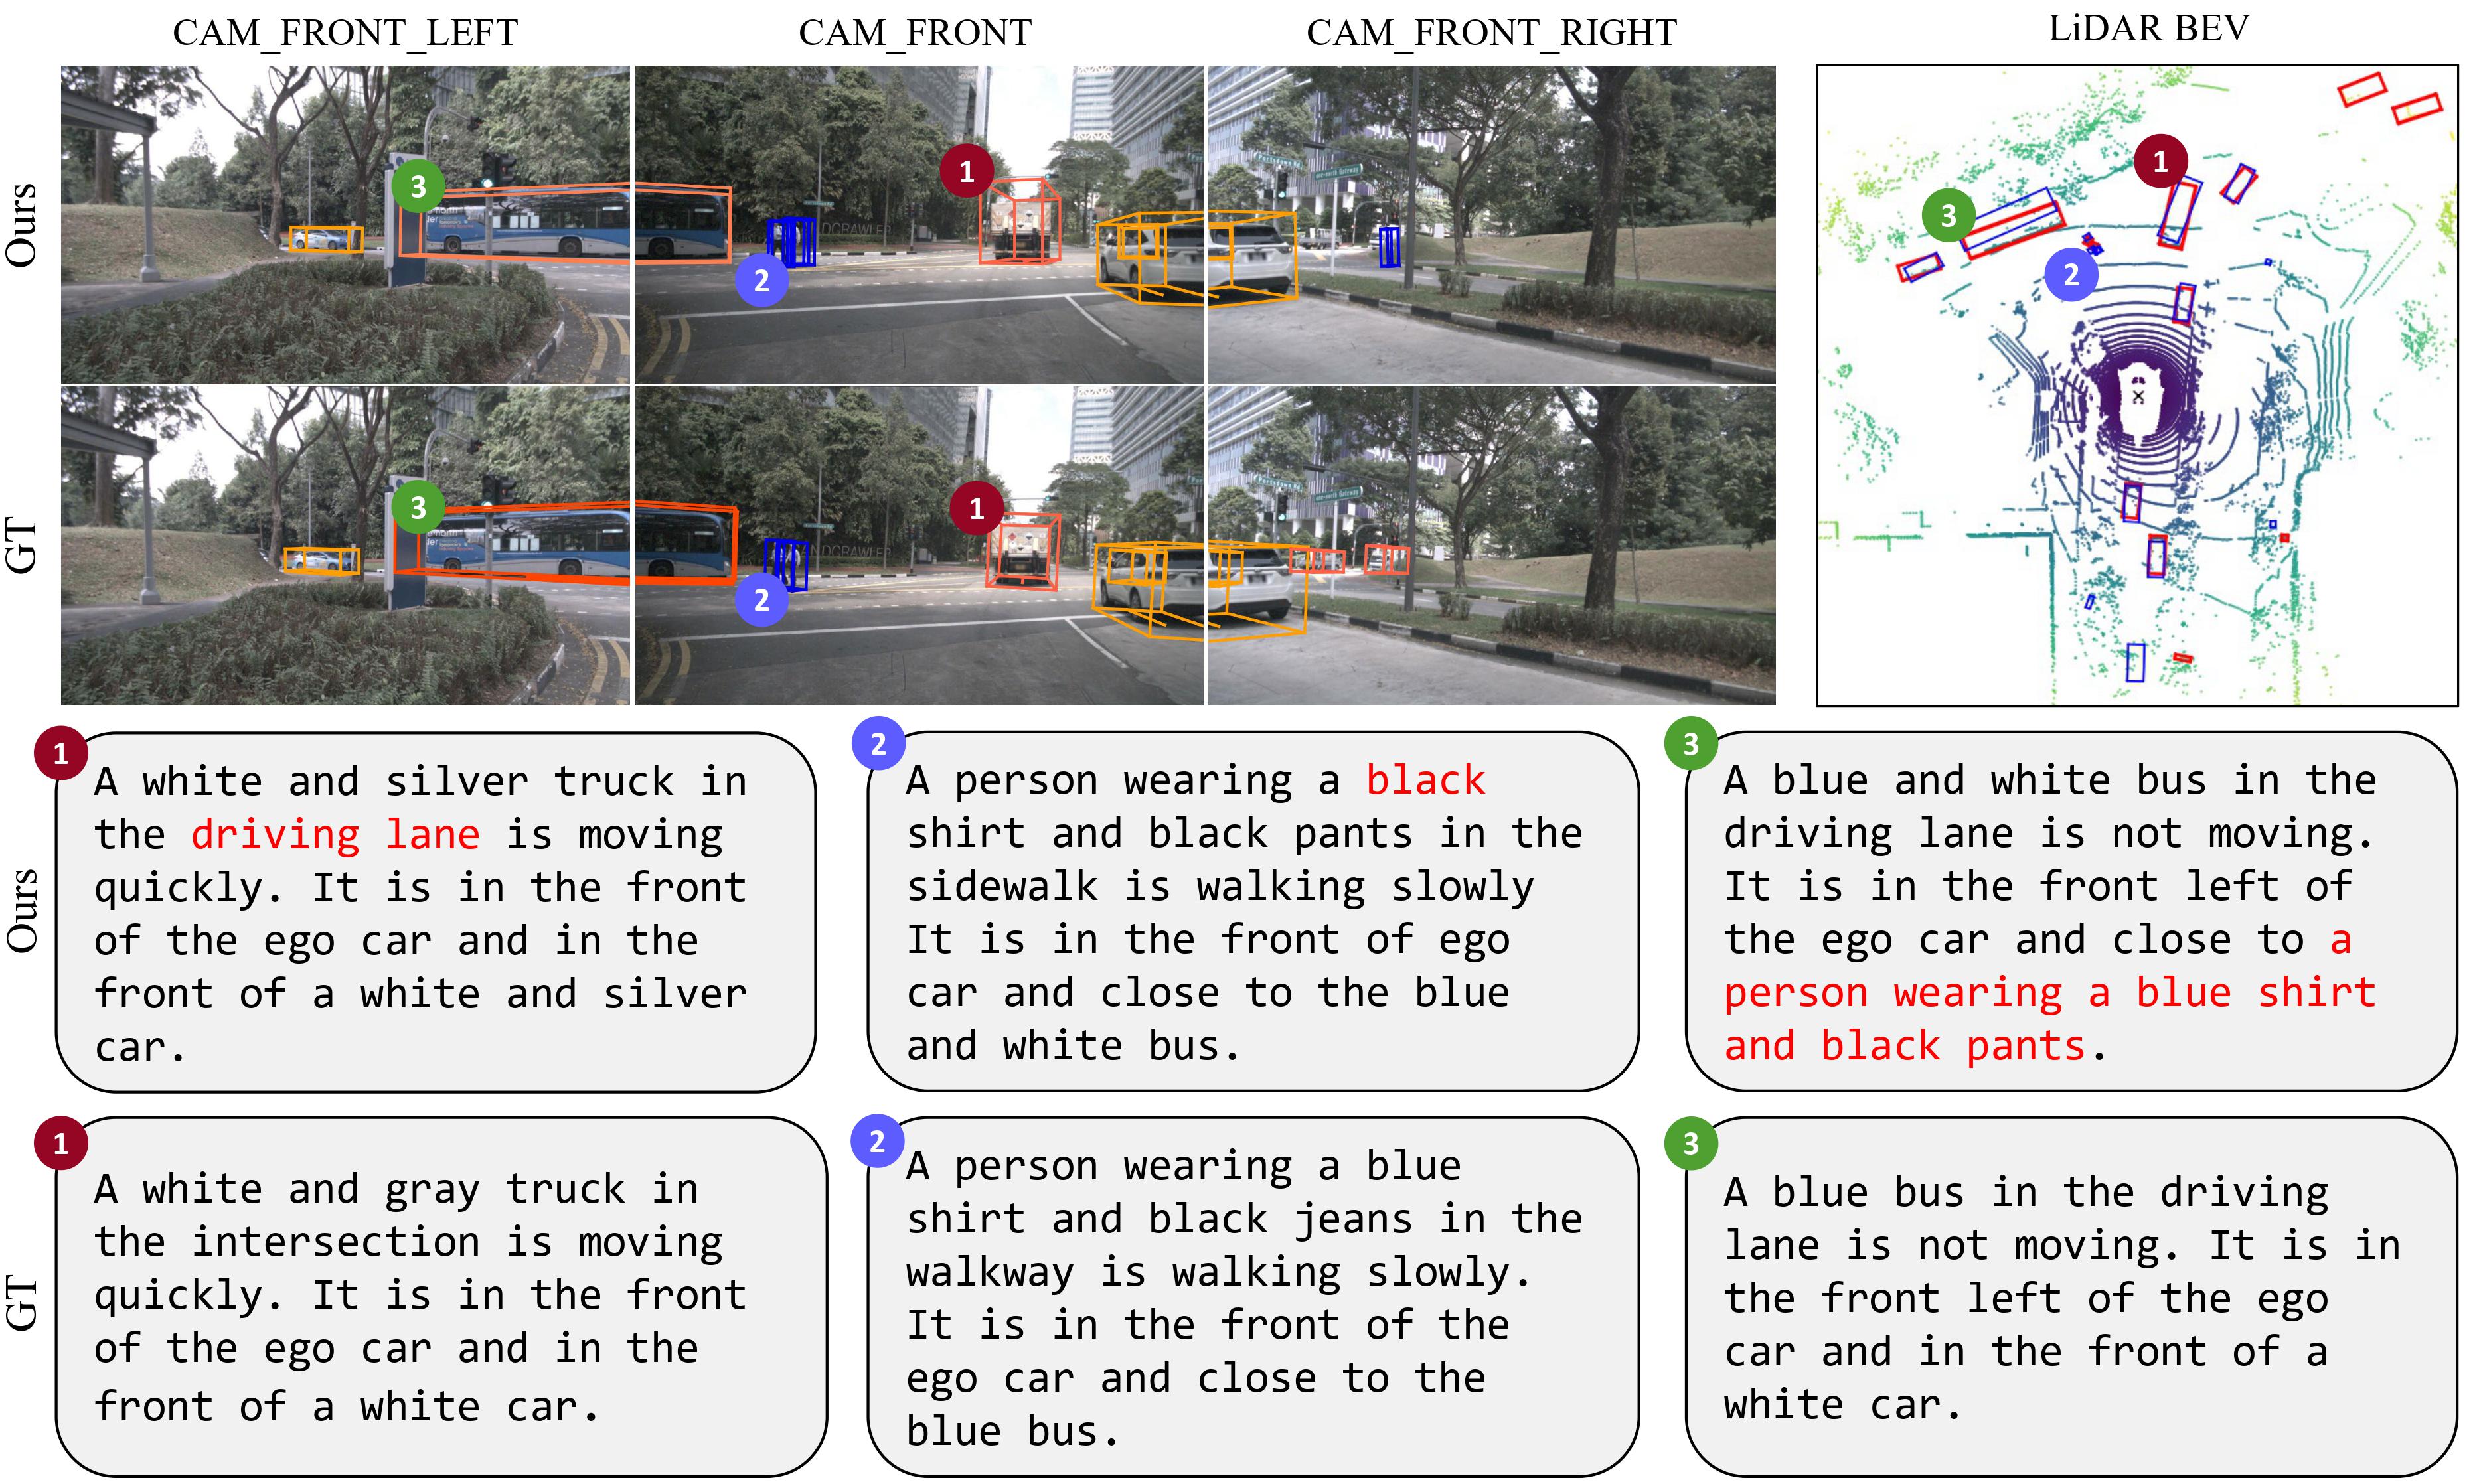 CAM_FRONT_LEFT
CAM_FRONT
CAM_FRONT_RIGHT
LiDAR BEV
Ours
3
2
1
NDCRAWLER
one-north Gateway
1
3
2
GT
3
2
1
NDCRAWLER
one-north Gateway
Ours
1
A white and silver truck in
the driving lane is moving
quickly. It is in the front
of the ego car and in the
front of a white and silver
car.
2
A person wearing a black
shirt and black pants in the
sidewalk is walking slowly
It is in the front of ego
car and close to the blue
and white bus.
3
A blue and white bus in the
driving lane is not moving.
It is in the front left of
the ego car and close to a
person wearing a blue shirt
and black pants.
GT
1
A white and gray truck in
the intersection is moving
quickly. It is in the front
of the ego car and in the
front of a white car.
2
A person wearing a blue
shirt and black jeans in the
walkway is walking slowly.
It is in the front of the
ego car and close to the
blue bus.
3
A blue bus in the driving
lane is not moving. It is in
the front left of the ego
car and in the front of a
white car.